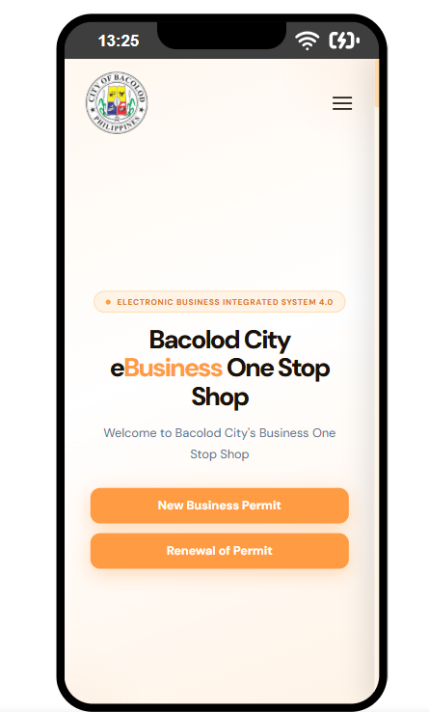 13:25
CITY OF BACOLOD
PHILIPPINES
ELECTRONIC BUSINESS INTEGRATED SYSTEM 4.0
Bacolod City
eBusiness One Stop
Shop
Welcome to Bacolod City's Business One
Stop Shop
New Business Permit
Renewal of Permit